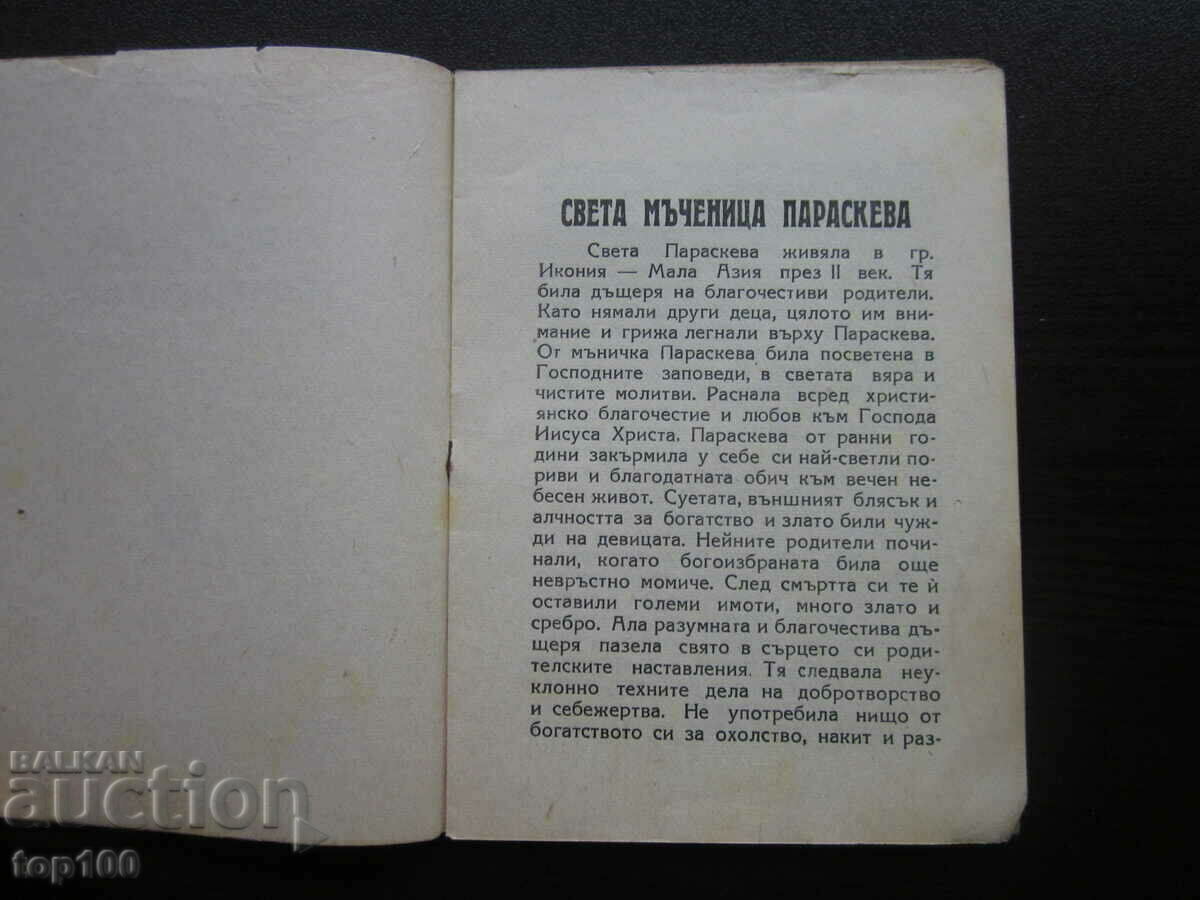 СВЕТА МЪЧЕНИЦА ПАРАСКЕВА
Света Параскева живяла в гр.
Икония — Мала Азия през II век. Тя
била дъщеря на благочестиви родители.
Като нямали други деца, цялото им вни-
мание и грижа легнали върху Параскева.
От мъничка Параскева била посветена в
Господните заповеди, в светата вяра и
чистите молитви. Раснала всред христи-
янско благочестие и любов към Господа
Иисуса Христа. Параскева от ранни го-
дини закърмила у себе си най-светли по-
риви и благодатната обич към вечен не-
бесен живот. Суетата, външният блясък и
алчността за богатство и злато били чуж-
ди на девицата. Нейните родители почи-
нали, когато богоизбраната била още
невръстно момиче. След смъртта си те ѝ
оставили големи имоти, много злато и
сребро. Ала разумната и благочестива дъ-
щеря пазела свято в сърцето си роди-
телските наставления. Тя следвала неу-
клонно техните дела на добротворство
и себежертва. Не употребила нищо от
богатството си за охолство, накит и раз-
BALKAN
auction
top100